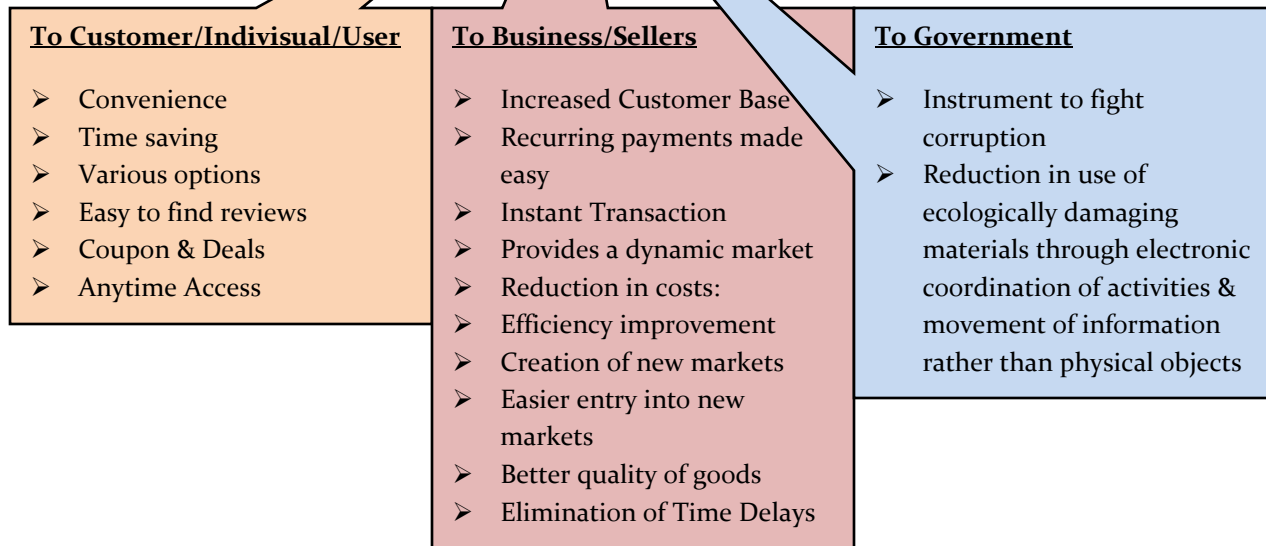 To Customer/Indivisual/User
➢ Convenience
➢ Time saving
➢ Various options
➢ Easy to find reviews
➢ Coupon & Deals
➢ Anytime Access
To Business/Sellers
➢ Increased Customer Base
➢ Recurring payments made
easy
➢ Instant Transaction
➢ Provides a dynamic market
➢ Reduction in costs:
➢ Efficiency improvement
➢ Creation of new markets
➢ Easier entry into new
markets
➢ Better quality of goods
➢ Elimination of Time Delays
To Government
➢ Instrument to fight
corruption
➢ Reduction in use of
ecologically damaging
materials through electronic
coordination of activities &
movement of information
rather than physical objects